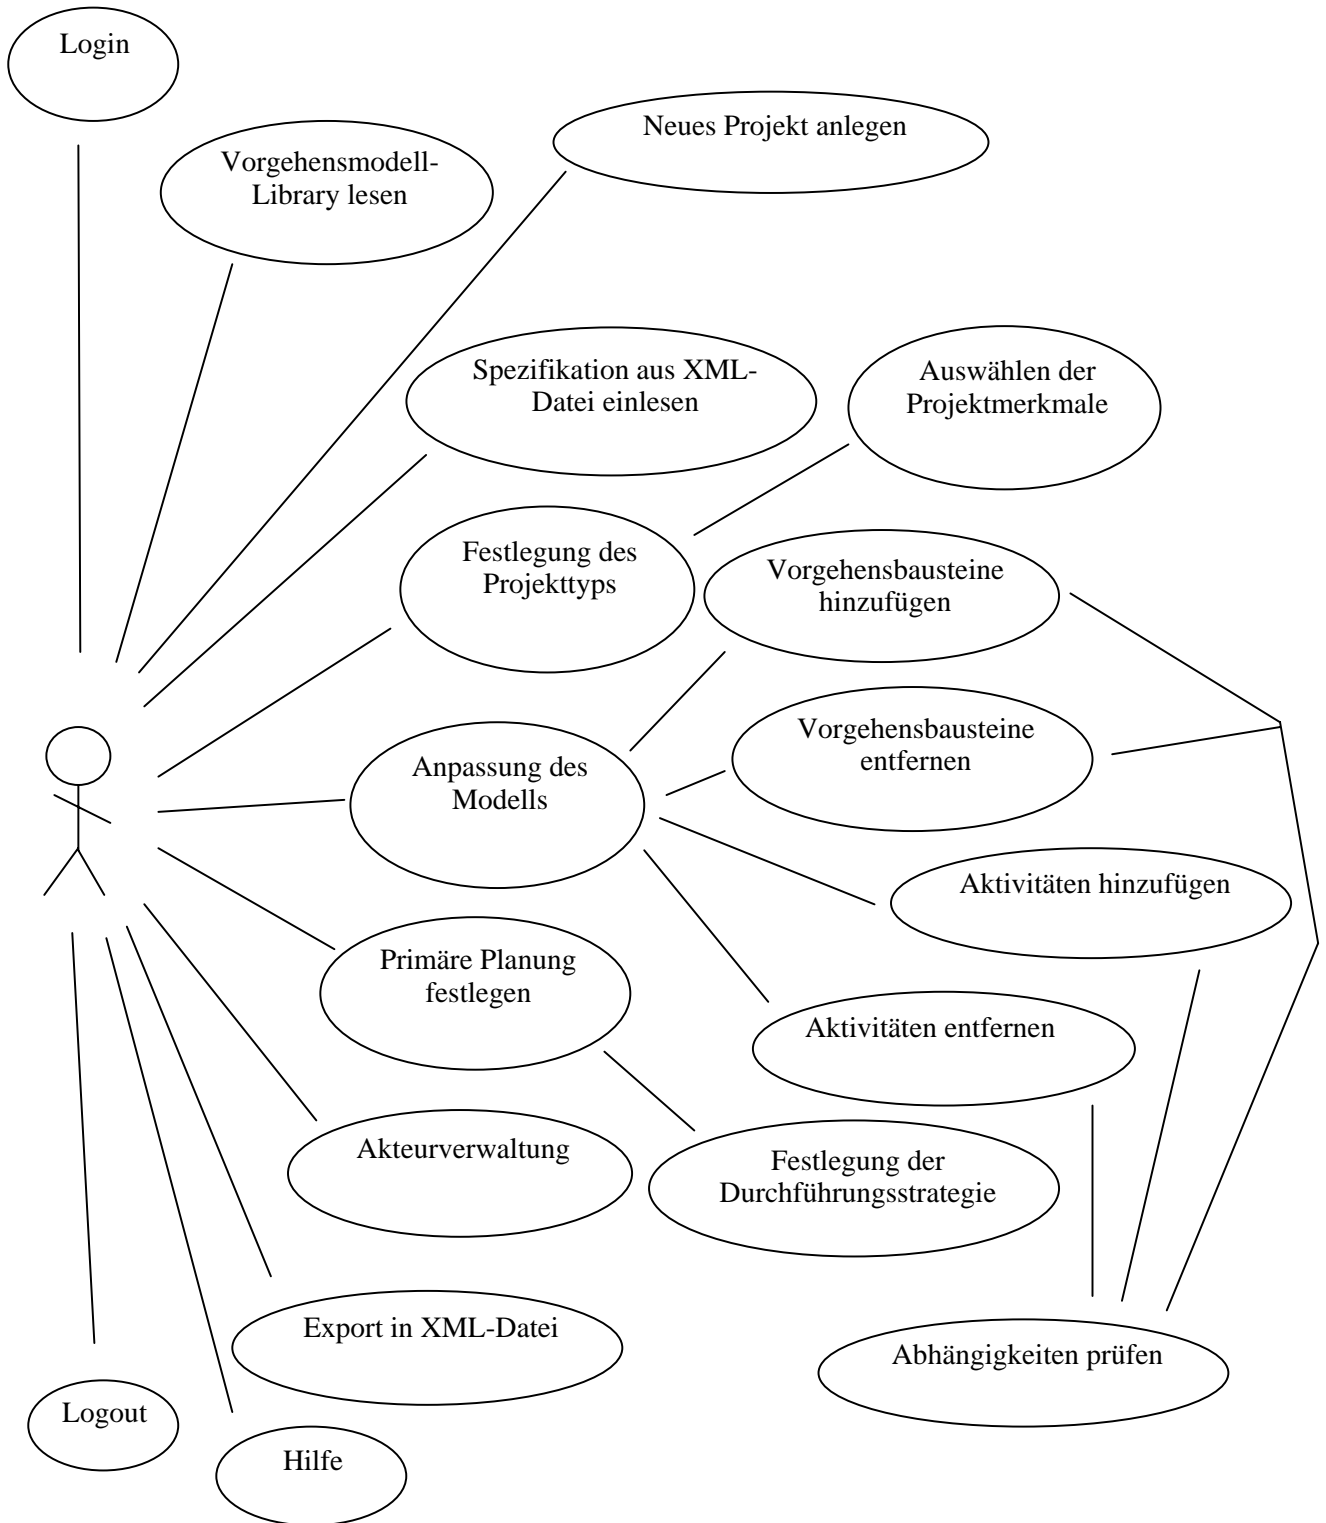 Login
Neues Projekt anlegen
Vorgehensmodell-
Library lesen
Spezifikation aus XML-
Datei einlesen
Auswählen der
Projektmerkmale
Festlegung des
Projekttyps
Vorgehensbausteine
hinzufügen
Vorgehensbausteine
entfernen
Anpassung des
Modells
Aktivitäten hinzufügen
Primäre Planung
festlegen
Aktivitäten entfernen
Akteurverwaltung
Festlegung der
Durchführungsstrategie
Export in XML-Datei
Abhängigkeiten prüfen
Logout
Hilfe